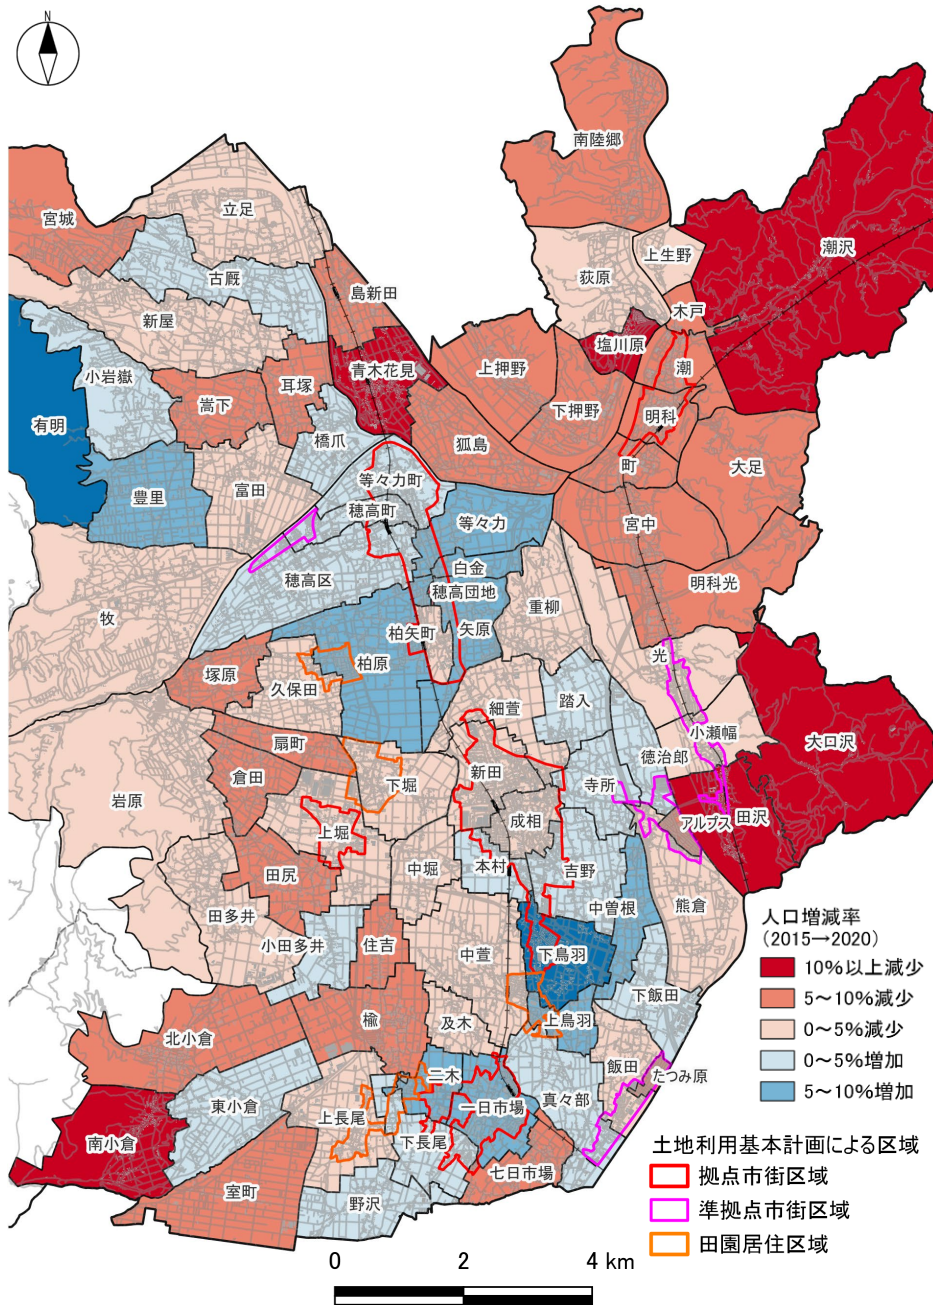 N
南陸郷
宮城
立足
古厩
荻原
上生野
潮沢
島新田
木戸
新屋
塩川原
青木花見
上押野
潮
小岩嶽
耳塚
嵩下
下押野
明科
有明
橋爪
狐島
町
大足
等々力町
豊里
富田
穂高町
等々力
宮中
白金
穂高区
穂高団地
明科光
重柳
牧
柏矢町
矢原
柏原
光
塚原
久保田
踏入
細萱
小瀬幅
大口沢
扇町
徳治郎
倉田
下堀
新田
寺所
岩原
成相
アルプス
田沢
上堀
中堀
本村
吉野
田尻
中曽根
熊倉
田多井
小田多井
住吉
中萱
下鳥羽
下飯田
北小倉
楡
及木
上鳥羽
飯田
たつみ原
二木
東小倉
上長尾
一日市場
真々部
南小倉
下長尾
七日市場
室町
野沢
人口増減率
(2015→2020)
10%以上減少
5～10%減少
0～5%減少
0～5%増加
5～10%増加
土地利用基本計画による区域
拠点市街区域
準拠点市街区域
田園居住区域
0 2 4 km